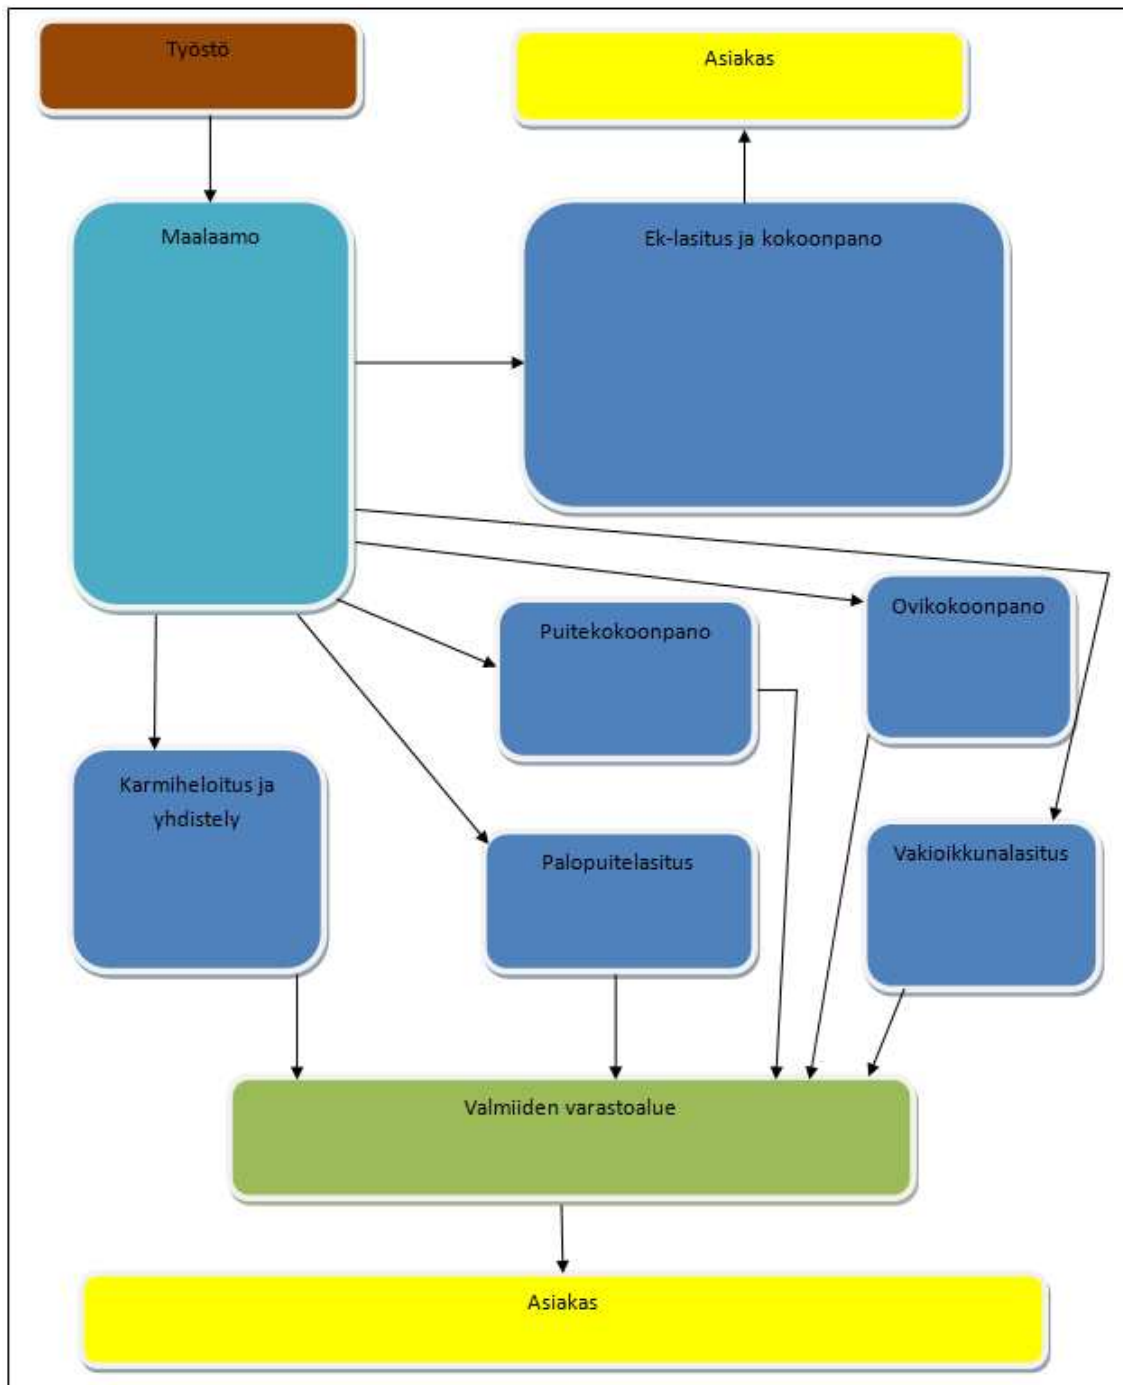 Työstö
Asiakas
Maalaamo
Ek-lasitus ja kokoonpano
Puitekokoonpano
Ovikokoonpano
Karmiheloitus ja
yhdistely
Palopuitelasitus
Vakioikkunalasitus
Valmiiden varastoalue
Asiakas